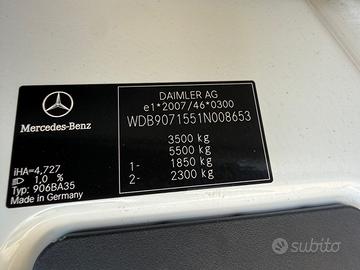 DAIMLER AG
e1*2007/46*0300
WDB9071551N008653
3500 kg
5500 kg
1- 1850 kg
2- 2300 kg
Mercedes-Benz
iHA=4,727
1,0 %
Typ: 906BA35
Made in Germany
subito